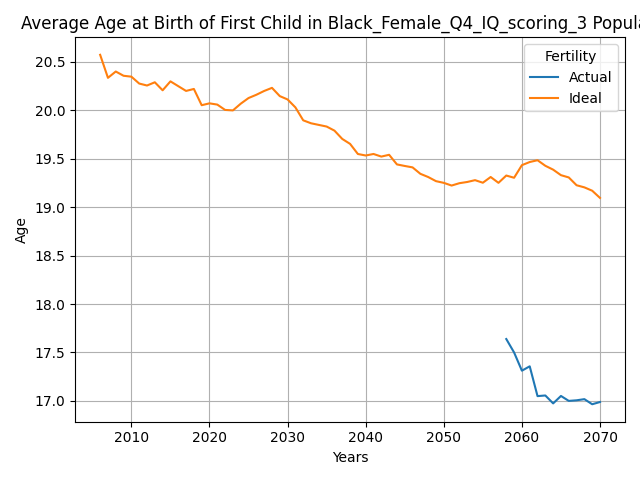 Average Age at Birth of First Child in Black_Female_Q4_IQ_scoring_3 Popula
Fertility
Actual
Ideal
20.5
20.0
19.5
19.0
18.5
18.0
17.5
17.0
Age
2010 2020 2030 2040 2050 2060 2070
Years